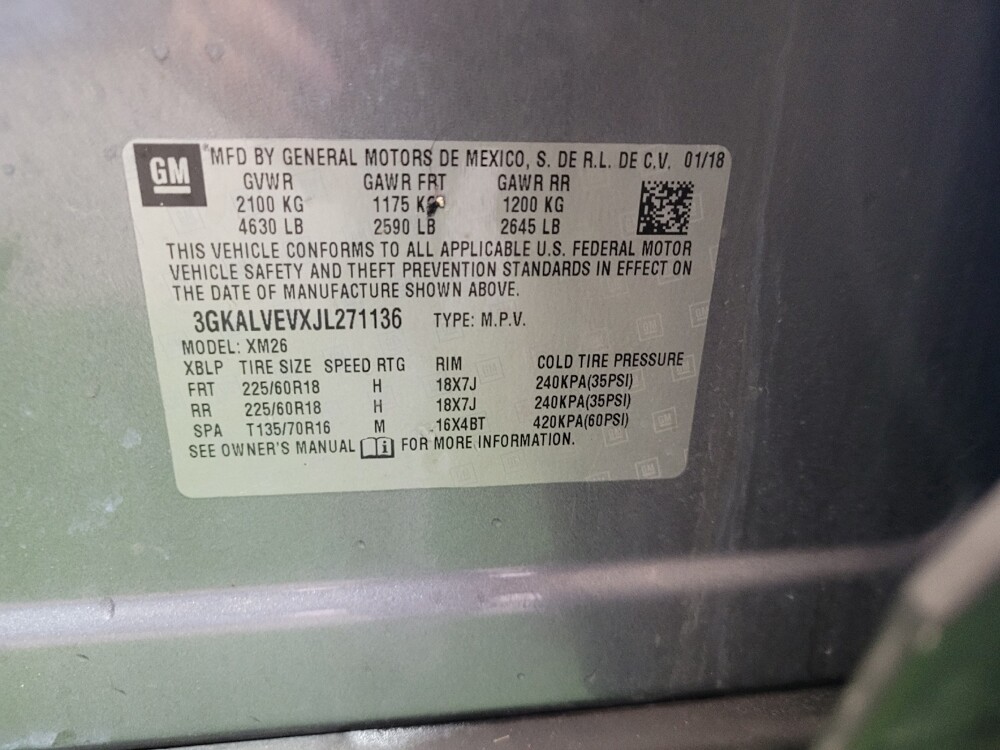 GM
MFD BY GENERAL MOTORS DE MEXICO, S. DE R.L. DE C.V. 01/18
GVWR GAWR FRT GAWR RR
2100 KG 1175 KG 1200 KG
4630 LB 2590 LB 2645 LB
THIS VEHICLE CONFORMS TO ALL APPLICABLE U.S. FEDERAL MOTOR
VEHICLE SAFETY AND THEFT PREVENTION STANDARDS IN EFFECT ON
THE DATE OF MANUFACTURE SHOWN ABOVE.
3GKALVEVXJL271136 TYPE: M.P.V.
MODEL: XM26
XBLP TIRE SIZE SPEED RTG RIM COLD TIRE PRESSURE
FRT 225/60R18 H 18X7J 240KPA(35PSI)
RR 225/60R18 H 18X7J 240KPA(35PSI)
SPA T135/70R16 M 16X4BT 420KPA(60PSI)
SEE OWNER'S MANUAL i FOR MORE INFORMATION.